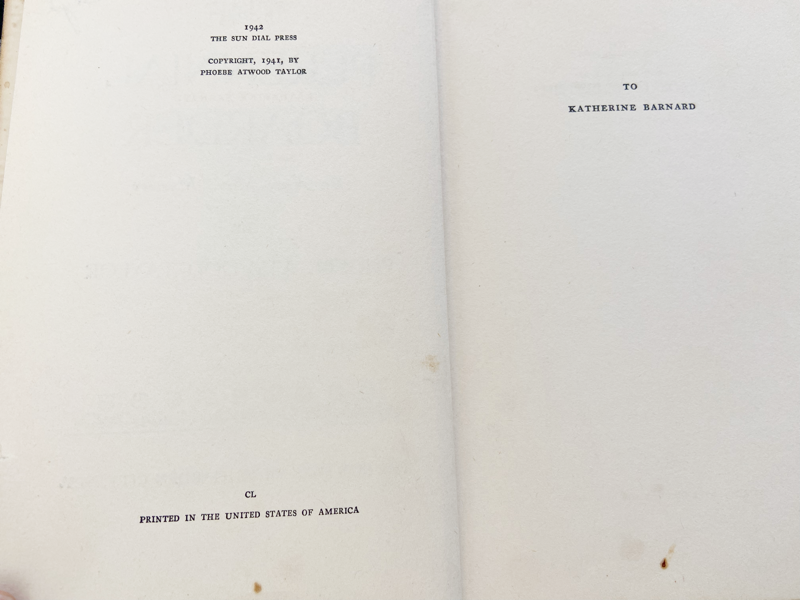 1942
THE SUN DIAL PRESS
COPYRIGHT, 1941, BY
PHOEBE ATWOOD TAYLOR
CL
PRINTED IN THE UNITED STATES OF AMERICA
TO
KATHERINE BARNARD